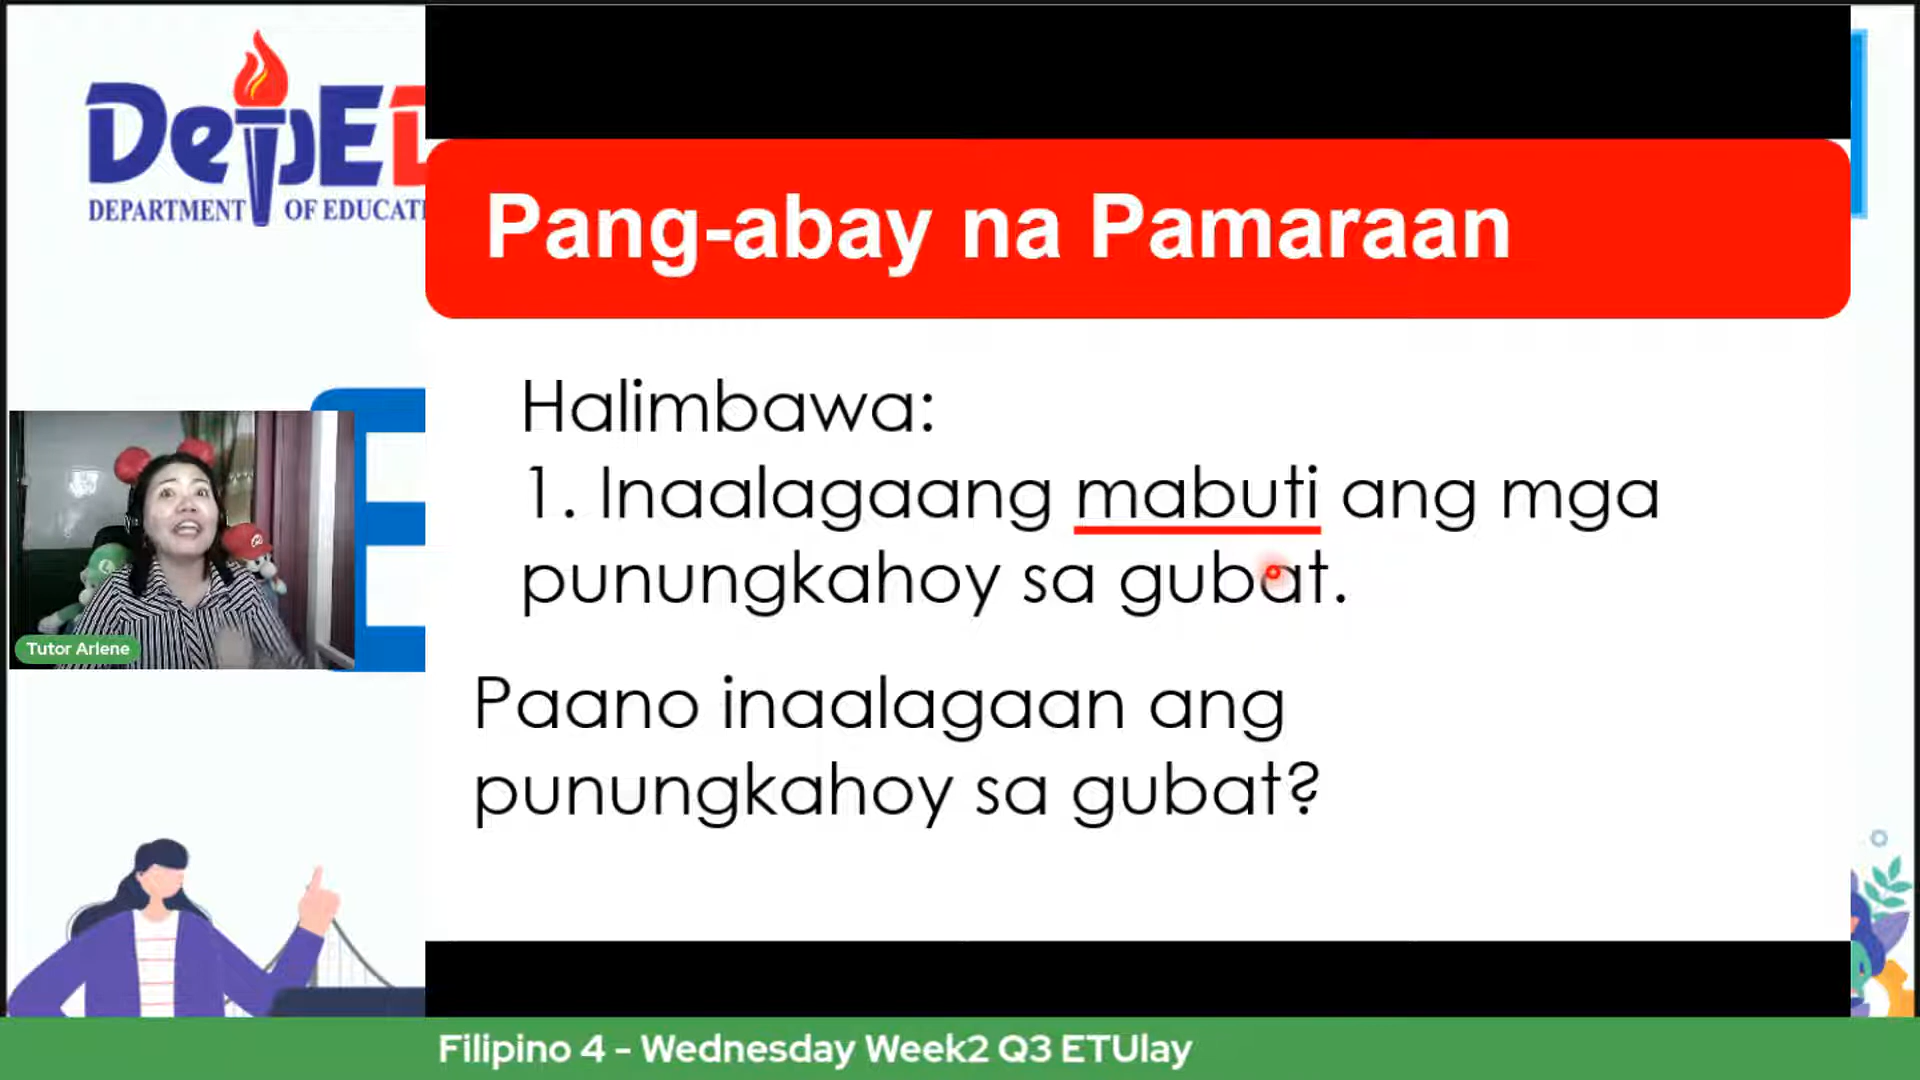 DepED
DEPARTMENT OF EDUCATI
Pang-abay na Pamaraan
Halimbawa:
1. Inaalagaang mabuti ang mga
punungkahoy sa gubat.
Paano inaalagaan ang
punungkahoy sa gubat?
Tutor Arlene
Filipino 4 - Wednesday Week2 Q3 ETUlay